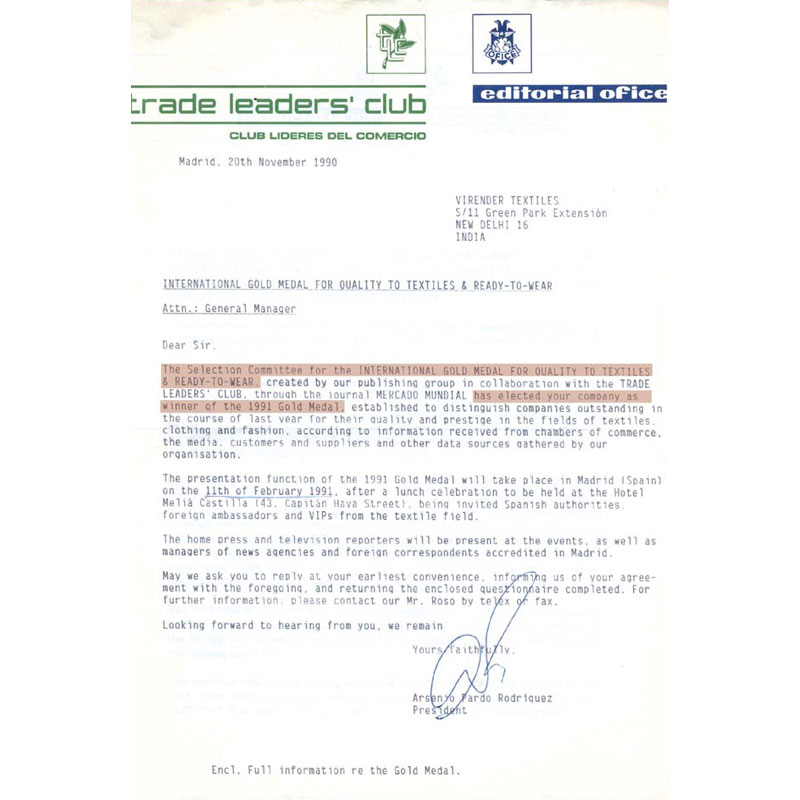 TLC
OFICE
trade leaders' club
editorial ofice
CLUB LIDERES DEL COMERCIO
Madrid, 20th November 1990
VIRENDER TEXTILES
S/11 Green Park Extensión
NEW DELHI 16
INDIA
INTERNATIONAL GOLD MEDAL FOR QUALITY TO TEXTILES & READY-TO-WEAR
Attn.: General Manager
Dear Sir,
The Selection Committee for the INTERNATIONAL GOLD MEDAL FOR QUALITY TO TEXTILES
& READY-TO-WEAR, created by our publishing group in collaboration with the TRADE
LEADERS' CLUB, through the journal MERCADO MUNDIAL has elected your company as
winner of the 1991 Gold Medal, established to distinguish companies outstanding in
the course of last year for their quality and prestige in the fields of textiles,
clothing and fashion, according to information received from chambers of commerce,
the media, customers and suppliers and other data sources gathered by our
organisation.
The presentation function of the 1991 Gold Medal will take place in Madrid (Spain)
on the 11th of February 1991, after a lunch celebration to be held at the Hotel
Meliá Castilla (43, Capitán Haya Street), being invited Spanish authorities,
foreign ambassadors and VIPs from the textile field.
The home press and television reporters will be present at the events, as well as
managers of news agencies and foreign correspondents accredited in Madrid.
May we ask you to reply at your earliest convenience, informing us of your agree-
ment with the foregoing, and returning the enclosed questionnaire completed. For
further information, please contact our Mr. Roso by telex or fax.
Looking forward to hearing from you, we remain
Yours faithfully,
Arsenio Pardo Rodriguez
President
Encl. Full information re the Gold Medal.